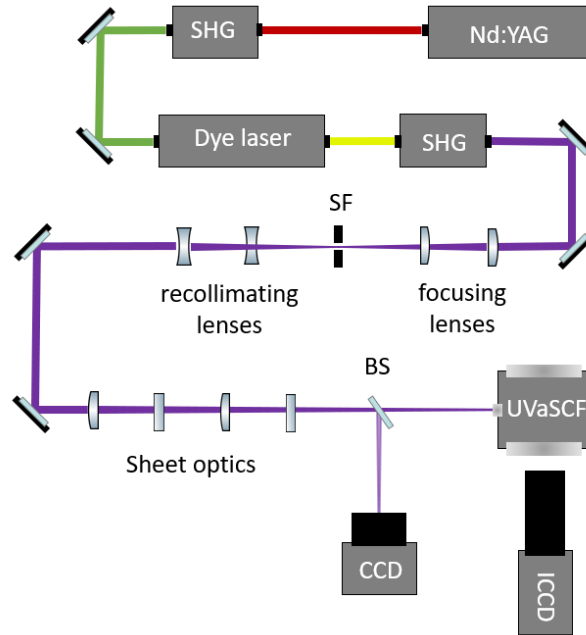 SHG
Nd:YAG
Dye laser
SHG
SF
recollimating
lenses
focusing
lenses
BS
UVaSCF
Sheet optics
CCD
ICCD